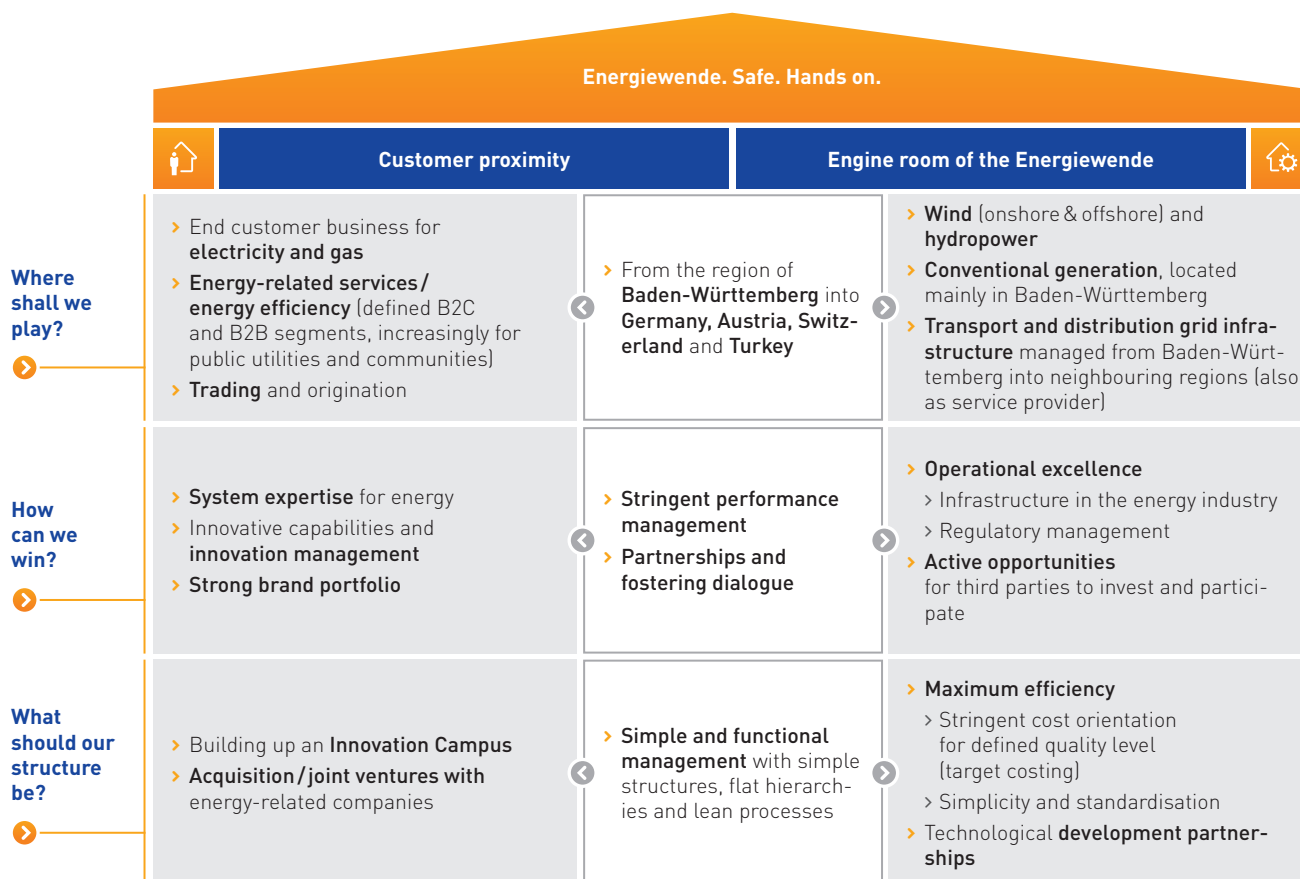 Energiewende. Safe. Hands on.
Customer proximity
Engine room of the Energiewende
Where
shall we
play?
› End customer business for
electricity and gas
› Energy-related services/
energy efficiency (defined B2C
and B2B segments, increasingly for
public utilities and communities)
› Trading and origination
› From the region of
Baden-Württemberg into
Germany, Austria, Switz-
erland and Turkey
› Wind (onshore & offshore) and
hydropower
› Conventional generation, located
mainly in Baden-Württemberg
› Transport and distribution grid infra-
structure managed from Baden-Würt-
temberg into neighbouring regions (also
as service provider)
How
can we
win?
› System expertise for energy
› Innovative capabilities and
innovation management
› Strong brand portfolio
› Stringent performance
management
› Partnerships and
fostering dialogue
› Operational excellence
› Infrastructure in the energy industry
› Regulatory management
› Active opportunities
for third parties to invest and partici-
pate
What
should our
structure
be?
› Building up an Innovation Campus
› Acquisition/joint ventures with
energy-related companies
› Simple and functional
management with simple
structures, flat hierarch-
ies and lean processes
› Maximum efficiency
› Stringent cost orientation
for defined quality level
(target costing)
› Simplicity and standardisation
› Technological development partner-
ships